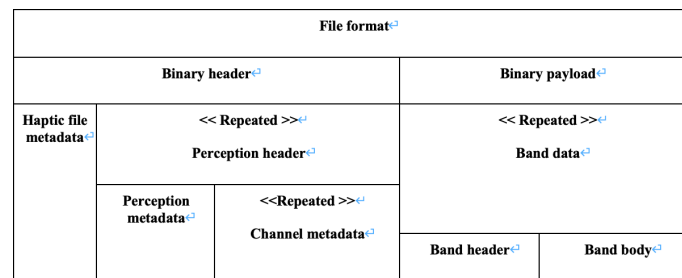 File format
Binary header
Binary payload
Haptic file
metadata
<< Repeated >>
Perception header
<< Repeated >>
Band data
Perception
metadata
<<Repeated >>
Channel metadata
Band header
Band body